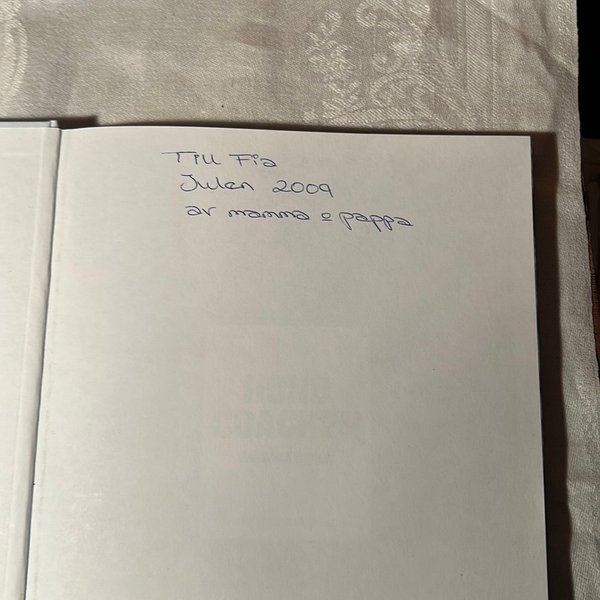 Till Fia
Julen 2009
av mamma o pappa